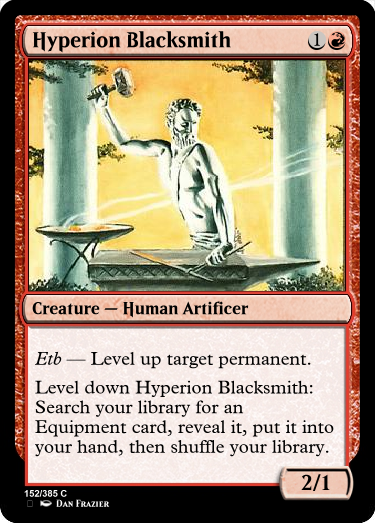 Hyperion Blacksmith 1
Creature — Human Artificer
Etb — Level up target permanent.
Level down Hyperion Blacksmith:
Search your library for an
Equipment card, reveal it, put it into
your hand, then shuffle your library.
2/1
152/385 C
DAN FRAZIER